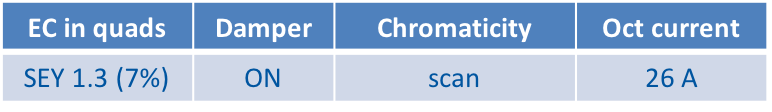 EC in quads Damper Chromaticity Oct current
SEY 1.3 (7%) ON scan 26 A